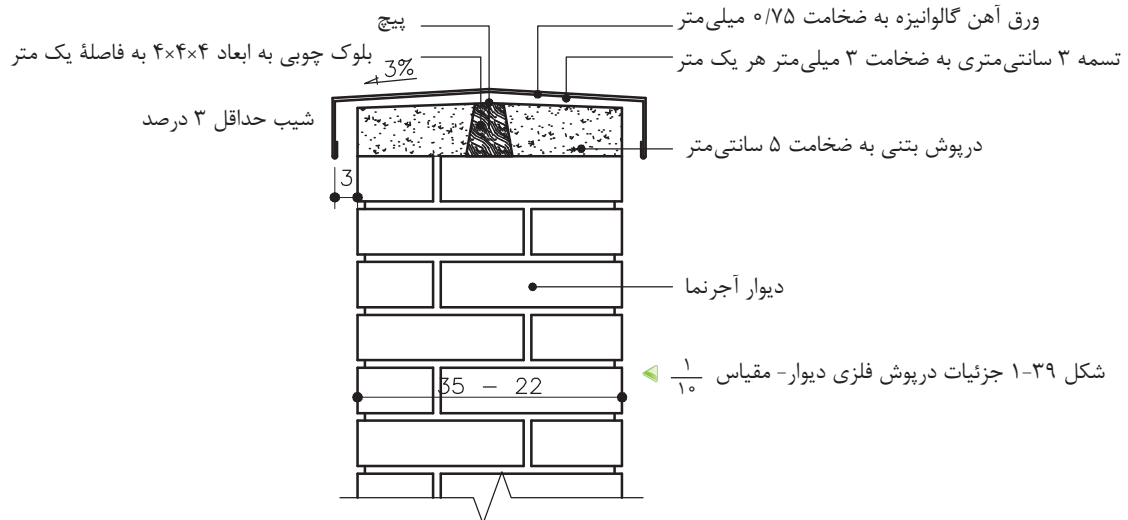 ورق آهن گالوانیزه به ضخامت ۰/۷۵ میلی‌متر
پیچ
تسمه ۳ سانتی‌متری به ضخامت ۳ میلی‌متر هر یک متر
بلوک چوبی به ابعاد ۴×۴×۴ به فاصلهٔ یک متر
3%
شیب حداقل ۳ درصد
درپوش بتنی به ضخامت ۵ سانتی‌متر
3
دیوار آجرنما
شکل ۳۹-۱ جزئیات درپوش فلزی دیوار- مقیاس ۱/۱۰
35 – 22